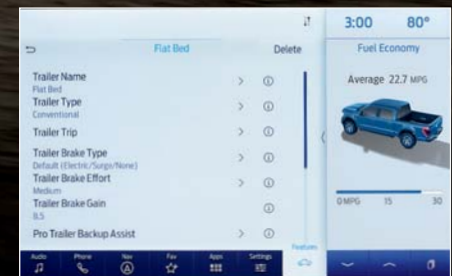 3:00 80°
Flat Bed Delete
Fuel Economy
Trailer Name
Flat Bed
Average 22.7 MPG
Trailer Type
Conventional
Trailer Trip
Trailer Brake Type
Default (Electric/Surge/None)
Trailer Brake Effort
Medium
Trailer Brake Gain
8.5
0 MPG 15 30
Pro Trailer Backup Assist
Audio Phone Nav Fav Apps Settings Features